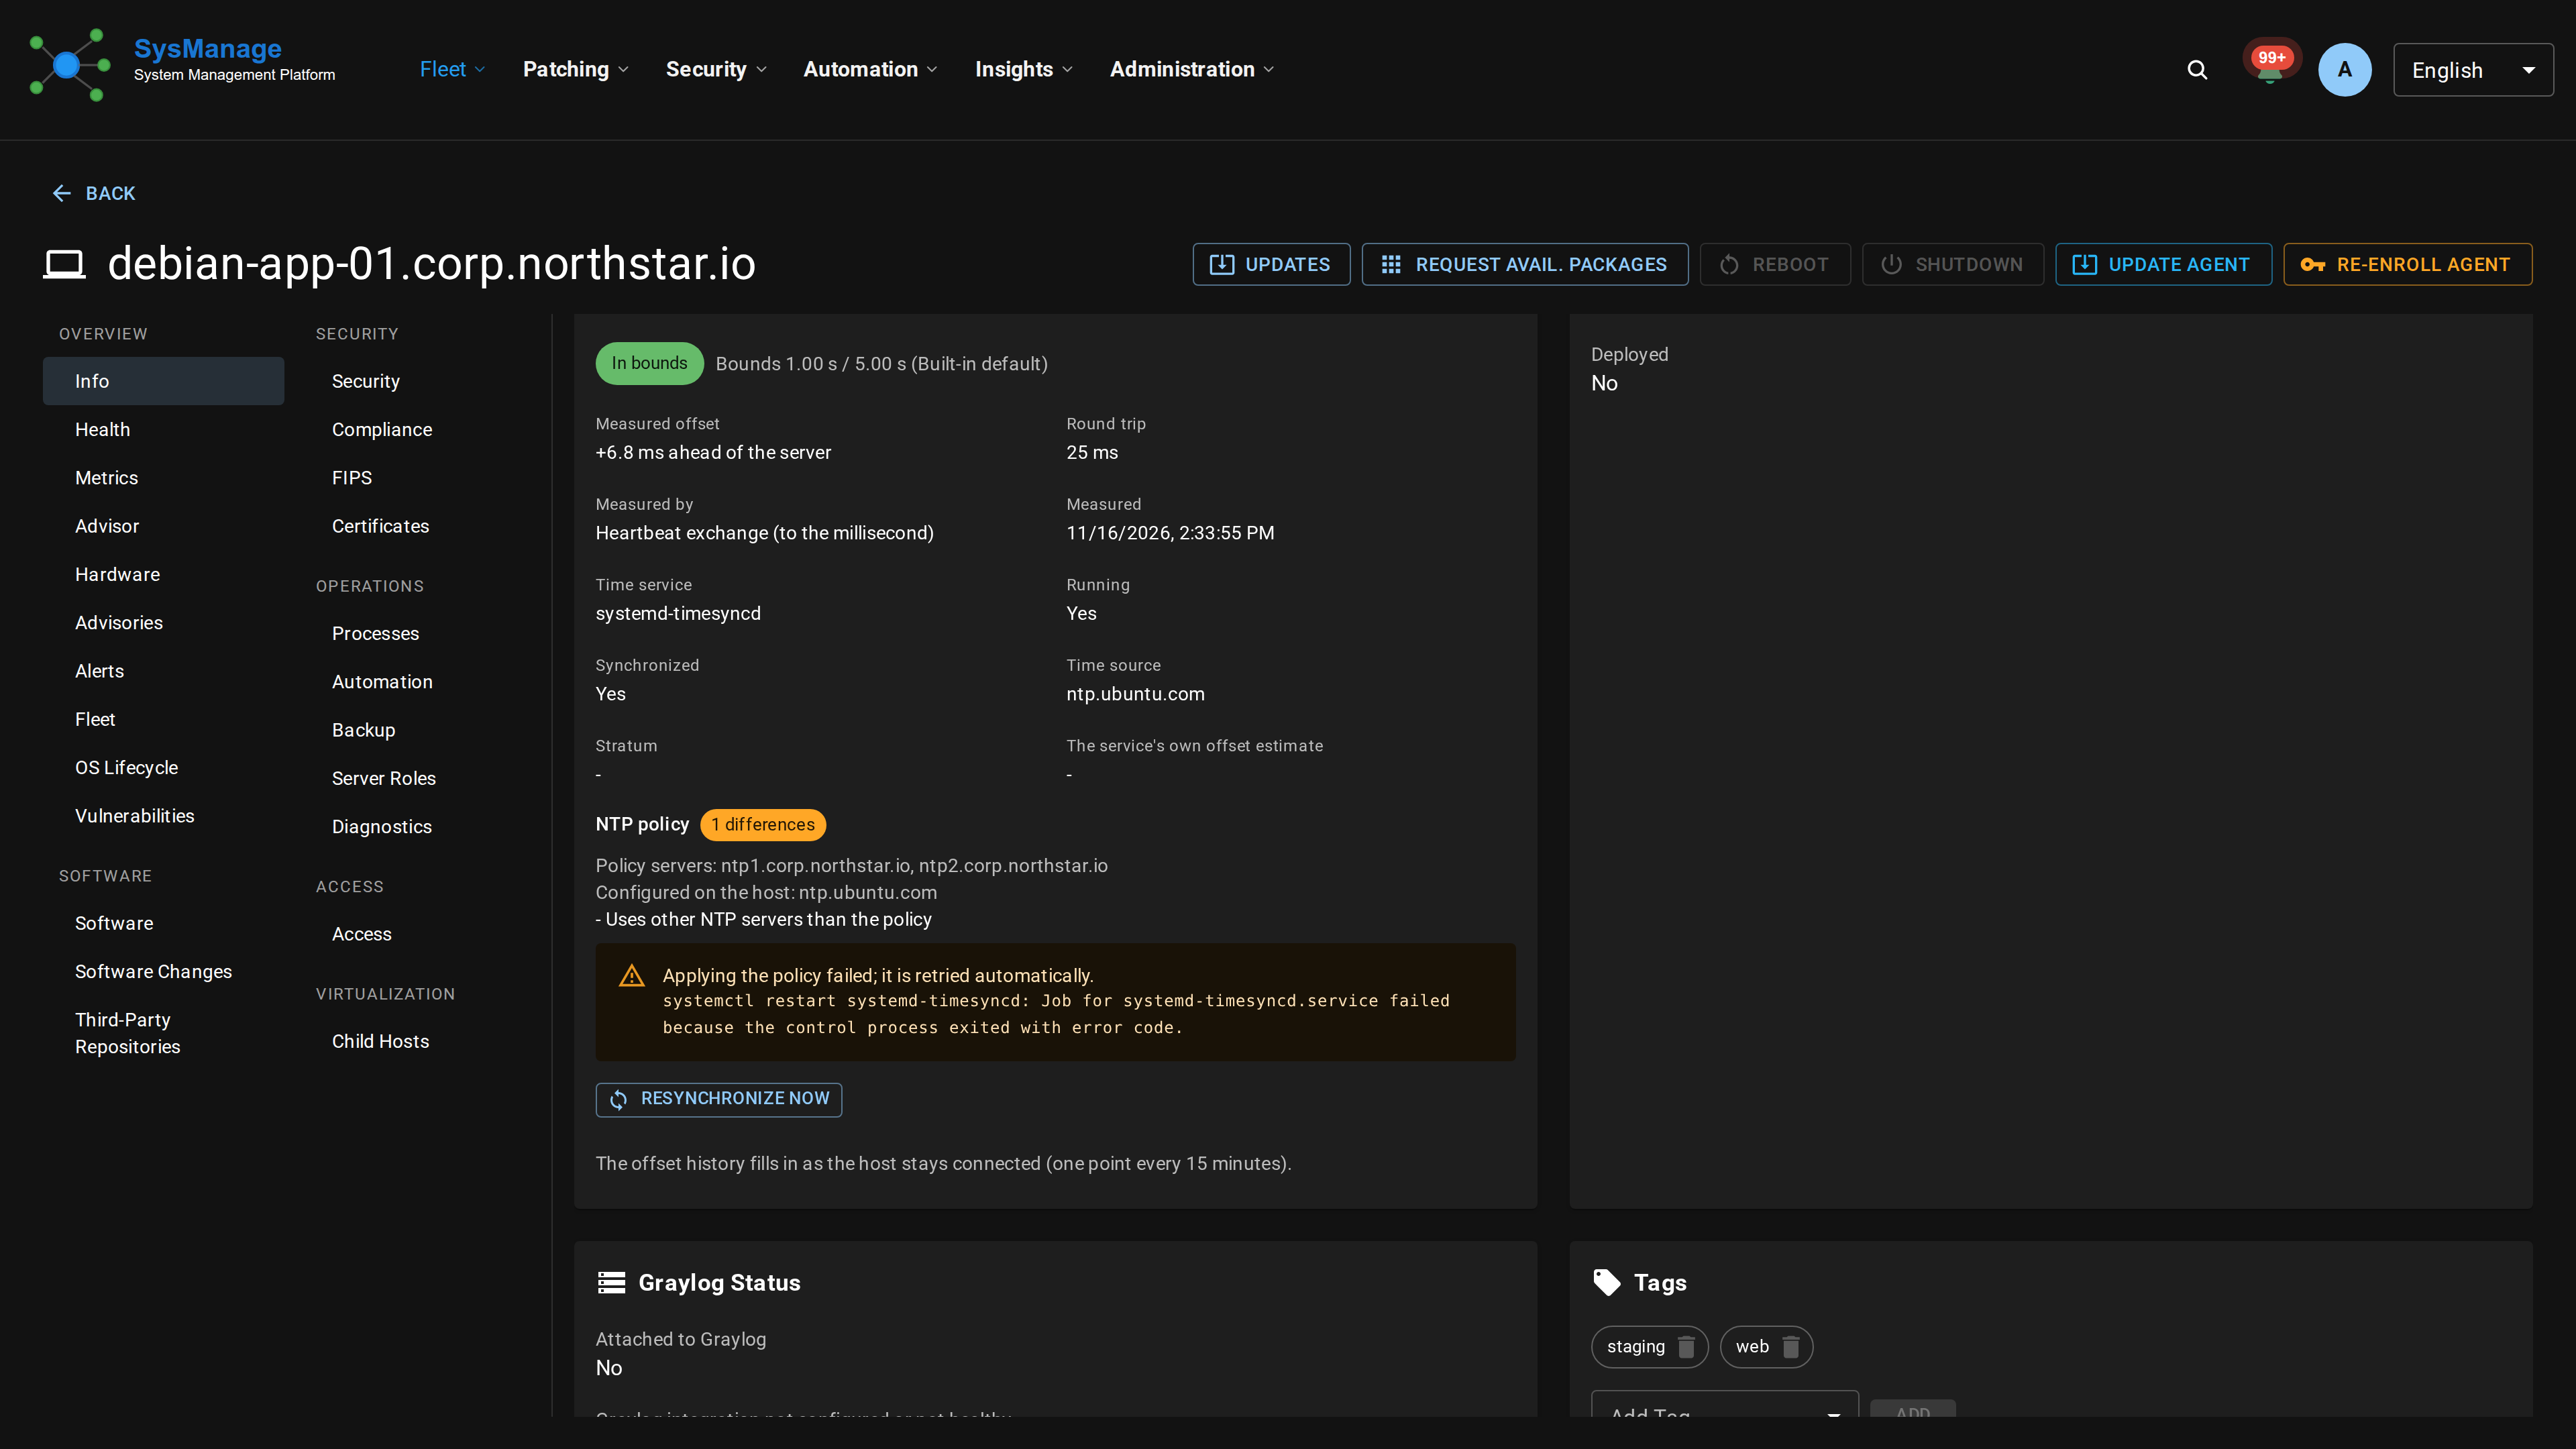 SysManage
System Management Platform
Fleet
Patching
Security
Automation
Insights
Administration
99+
A
English
BACK
debian-app-01.corp.northstar.io
UPDATES
REQUEST AVAIL. PACKAGES
REBOOT
SHUTDOWN
UPDATE AGENT
RE-ENROLL AGENT
OVERVIEW
Info
Health
Metrics
Advisor
Hardware
Advisories
Alerts
Fleet
OS Lifecycle
Vulnerabilities
SOFTWARE
Software
Software Changes
Third-Party
Repositories
SECURITY
Security
Compliance
FIPS
Certificates
OPERATIONS
Processes
Automation
Backup
Server Roles
Diagnostics
ACCESS
Access
VIRTUALIZATION
Child Hosts
In bounds
Bounds 1.00 s / 5.00 s (Built-in default)
Measured offset
+6.8 ms ahead of the server
Round trip
25 ms
Measured by
Heartbeat exchange (to the millisecond)
Measured
11/16/2026, 2:33:55 PM
Time service
systemd-timesyncd
Running
Yes
Synchronized
Yes
Time source
ntp.ubuntu.com
Stratum
-
The service's own offset estimate
-
NTP policy
1 differences
Policy servers: ntp1.corp.northstar.io, ntp2.corp.northstar.io
Configured on the host: ntp.ubuntu.com
- Uses other NTP servers than the policy
Applying the policy failed; it is retried automatically.
systemctl restart systemd-timesyncd: Job for systemd-timesyncd.service failed
because the control process exited with error code.
RESYNCHRONIZE NOW
The offset history fills in as the host stays connected (one point every 15 minutes).
Deployed
No
Graylog Status
Attached to Graylog
No
Graylog integration not configured or not healthy
Tags
staging
web
Add Tag
ADD